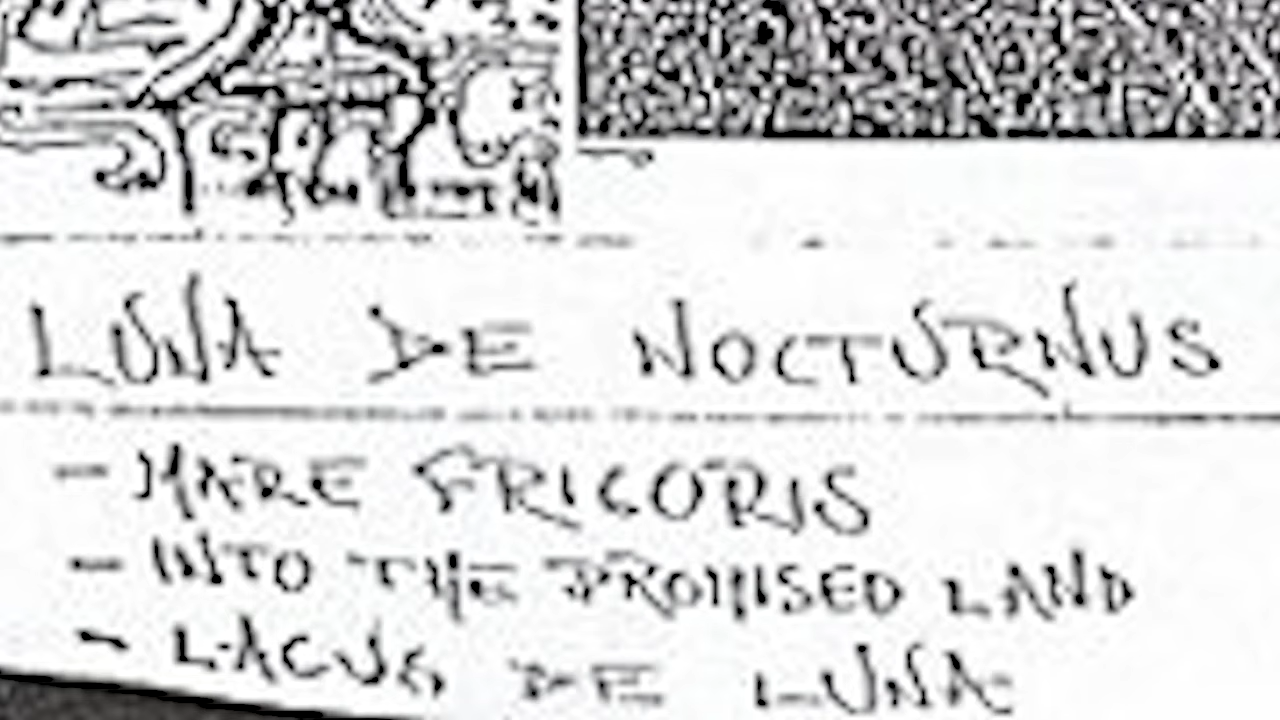 LUNA DE NOCTURNUS
- MARE FRIGORIS
- INTO THE PROMISED LAND
- LACUS DE LUNA